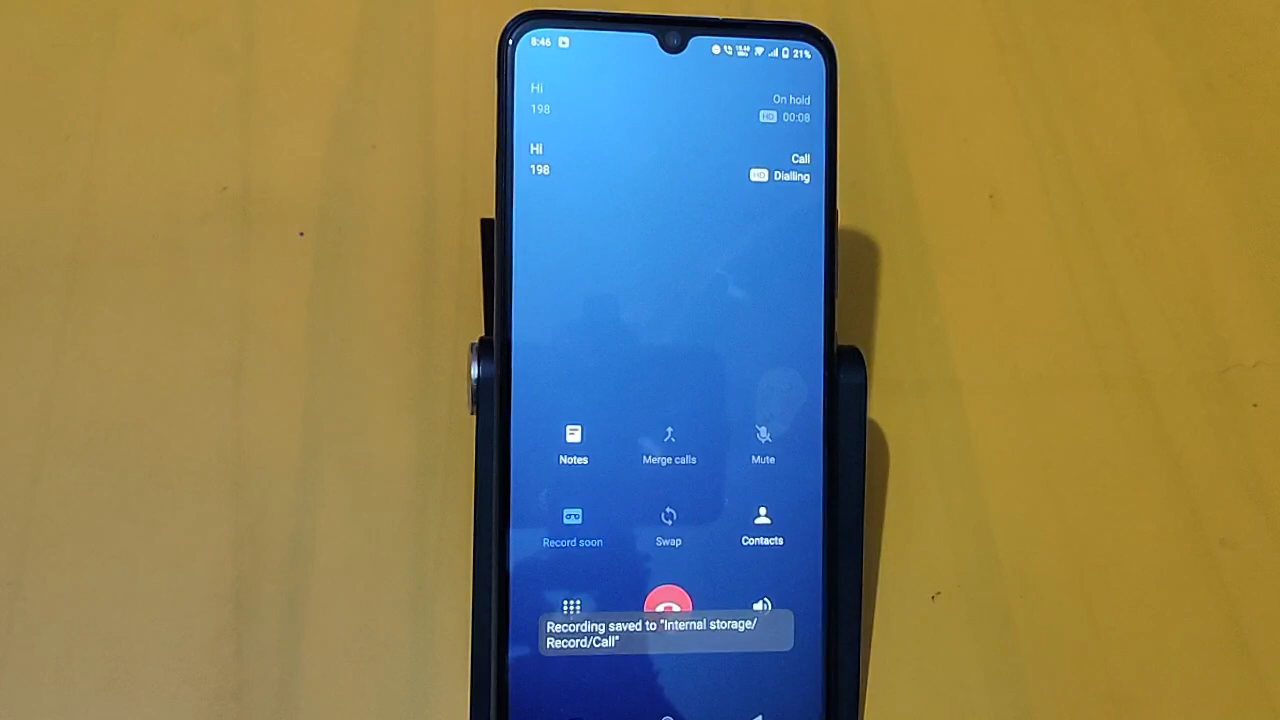 8:46
21%
Hi
198
On hold
HD 00:08
Hi
198
Call
HD Dialling
Notes
Merge calls
Mute
Record soon
Swap
Contacts
Recording saved to "Internal storage/
Record/Call"